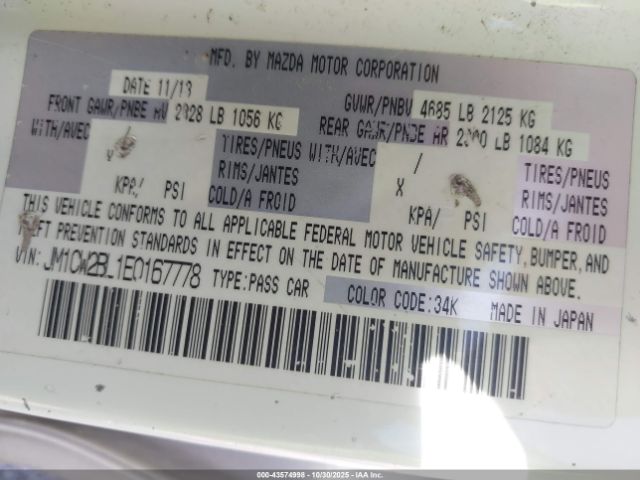 MFD. BY MAZDA MOTOR CORPORATION
DATE 11/13 GVWR/PNBV 4685 LB 2125 KG
FRONT GAWR/PNBE AV 2328 LB 1056 KG REAR GAWR/PNBE AR 2390 LB 1084 KG
WITH/AVEC TIRES/PNEUS WITH/AVEC / TIRES/PNEUS
RIMS/JANTES X RIMS/JANTES
KPA/ PSI COLD/A FROID KPA/ PSI COLD/A FROID
THIS VEHICLE CONFORMS TO ALL APPLICABLE FEDERAL MOTOR VEHICLE SAFETY, BUMPER, AND
THEFT PREVENTION STANDARDS IN EFFECT ON THE DATE OF MANUFACTURE SHOWN ABOVE.
VIN: JM1CW2BL1E0167778 TYPE:PASS CAR COLOR CODE:34K MADE IN JAPAN
000-43574998 - 10/30/2025 - IAA Inc.